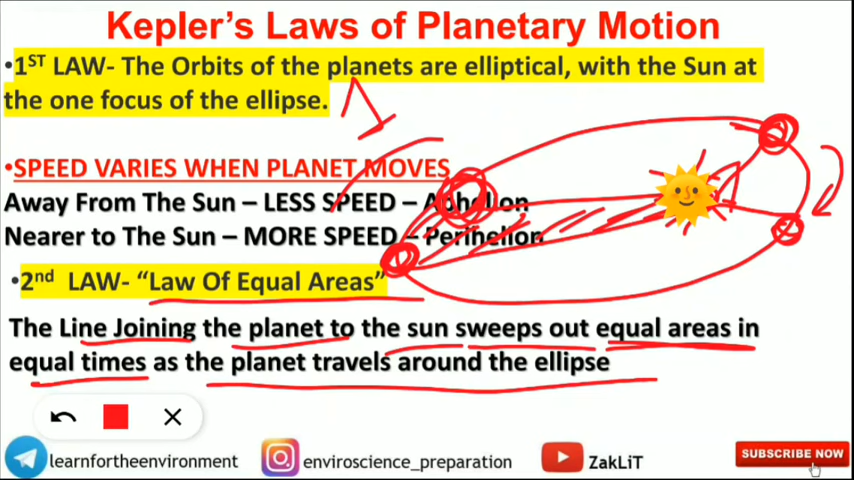 Kepler's Laws of Planetary Motion
•1ST LAW- The Orbits of the planets are elliptical, with the Sun at
the one focus of the ellipse.
•SPEED VARIES WHEN PLANET MOVES
Away From The Sun – LESS SPEED – Aphelion
Nearer to The Sun – MORE SPEED – Perihelion
•2nd LAW- “Law Of Equal Areas”
The Line Joining the planet to the sun sweeps out equal areas in
equal times as the planet travels around the ellipse
learnfortheenvironment
enviroscience_preparation
ZakLiT
SUBSCRIBE NOW